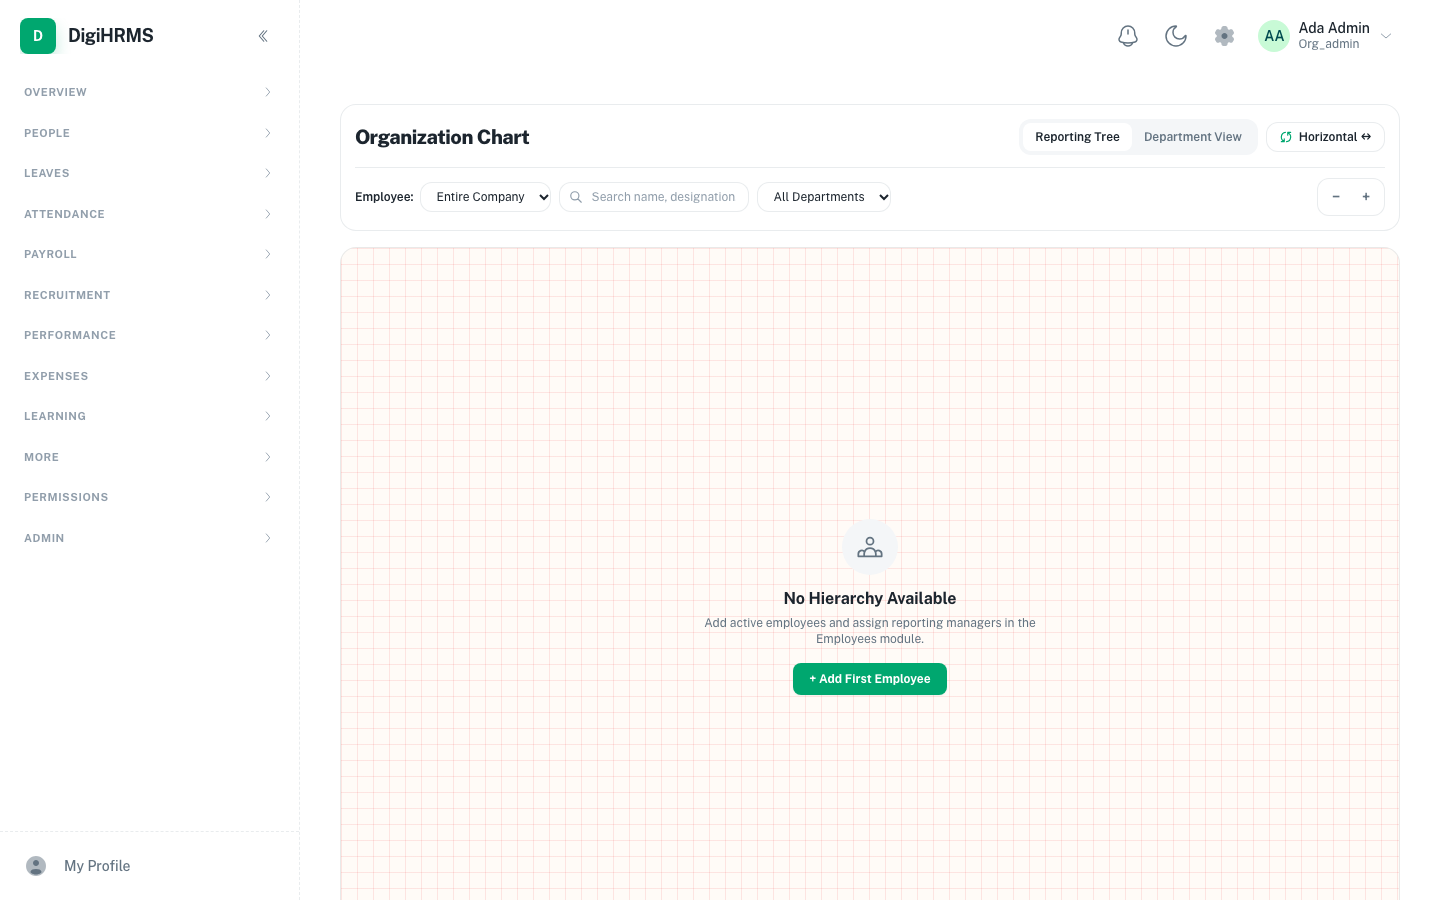 D
DigiHRMS
OVERVIEW
PEOPLE
LEAVES
ATTENDANCE
PAYROLL
RECRUITMENT
PERFORMANCE
EXPENSES
LEARNING
MORE
PERMISSIONS
ADMIN
My Profile
AA
Ada Admin
Org_admin
Organization Chart
Reporting Tree
Department View
Horizontal ↔
Employee:
Entire Company
Search name, designation
All Departments
−
+
No Hierarchy Available
Add active employees and assign reporting managers in the
Employees module.
+ Add First Employee